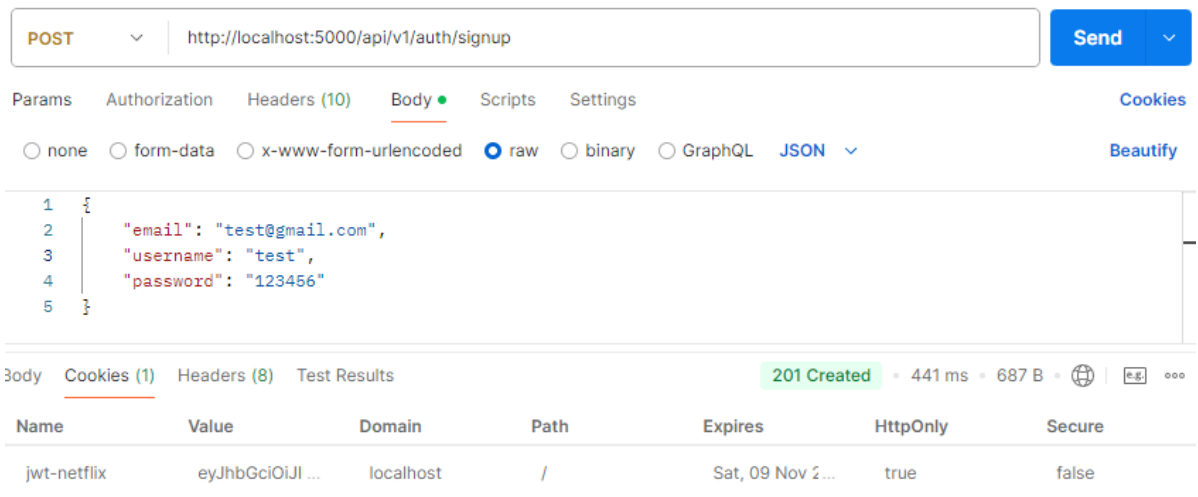 POST http://localhost:5000/api/v1/auth/signup Send
Params Authorization Headers (10) Body Scripts Settings Cookies
none form-data x-www-form-urlencoded raw binary GraphQL JSON Beautify
1 {
2 "email": "test@gmail.com",
3 "username": "test",
4 "password": "123456"
5 }
Body Cookies (1) Headers (8) Test Results 201 Created 441 ms 687 B e.g.
Name Value Domain Path Expires HttpOnly Secure
jwt-netflix eyJhbGciOiJI ... localhost / Sat, 09 Nov 2... true false